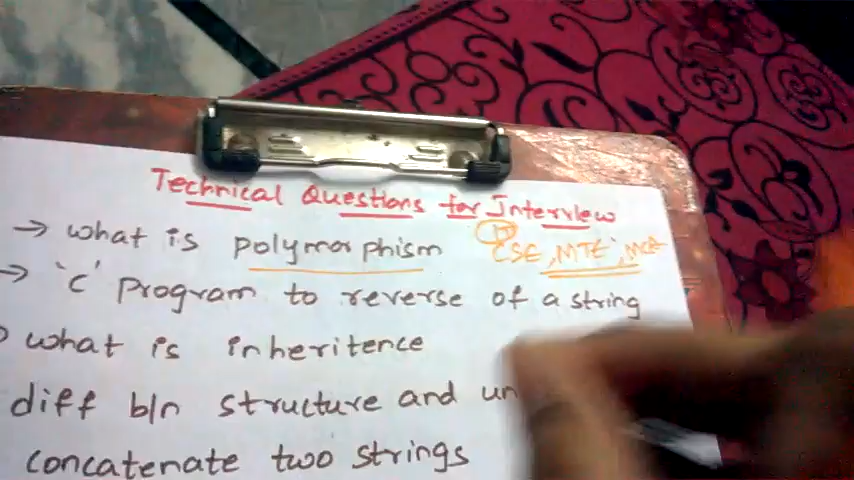 Technical Questions for Interview
→ what is polymorphism
CSE, MTE, MCA
→ 'c' program to reverse of a string
what is inheritence
diff b/n structure and un
concatenate two strings